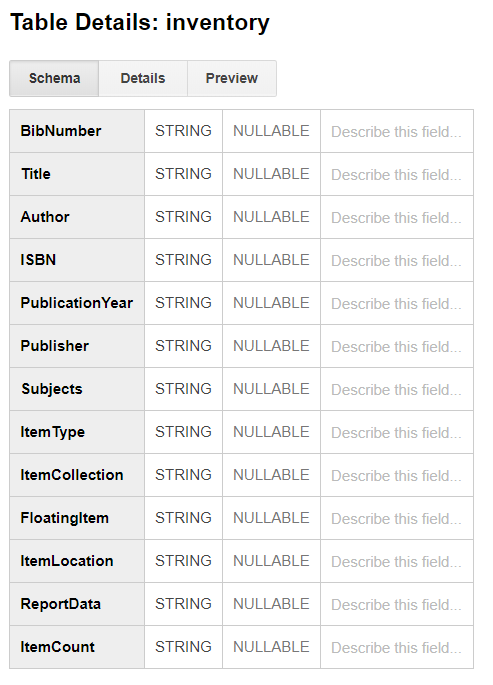 Table Details: inventory
Schema Details Preview
BibNumber STRING NULLABLE Describe this field...
Title STRING NULLABLE Describe this field...
Author STRING NULLABLE Describe this field...
ISBN STRING NULLABLE Describe this field...
PublicationYear STRING NULLABLE Describe this field...
Publisher STRING NULLABLE Describe this field...
Subjects STRING NULLABLE Describe this field...
ItemType STRING NULLABLE Describe this field...
ItemCollection STRING NULLABLE Describe this field...
FloatingItem STRING NULLABLE Describe this field...
ItemLocation STRING NULLABLE Describe this field...
ReportData STRING NULLABLE Describe this field...
ItemCount STRING NULLABLE Describe this field...